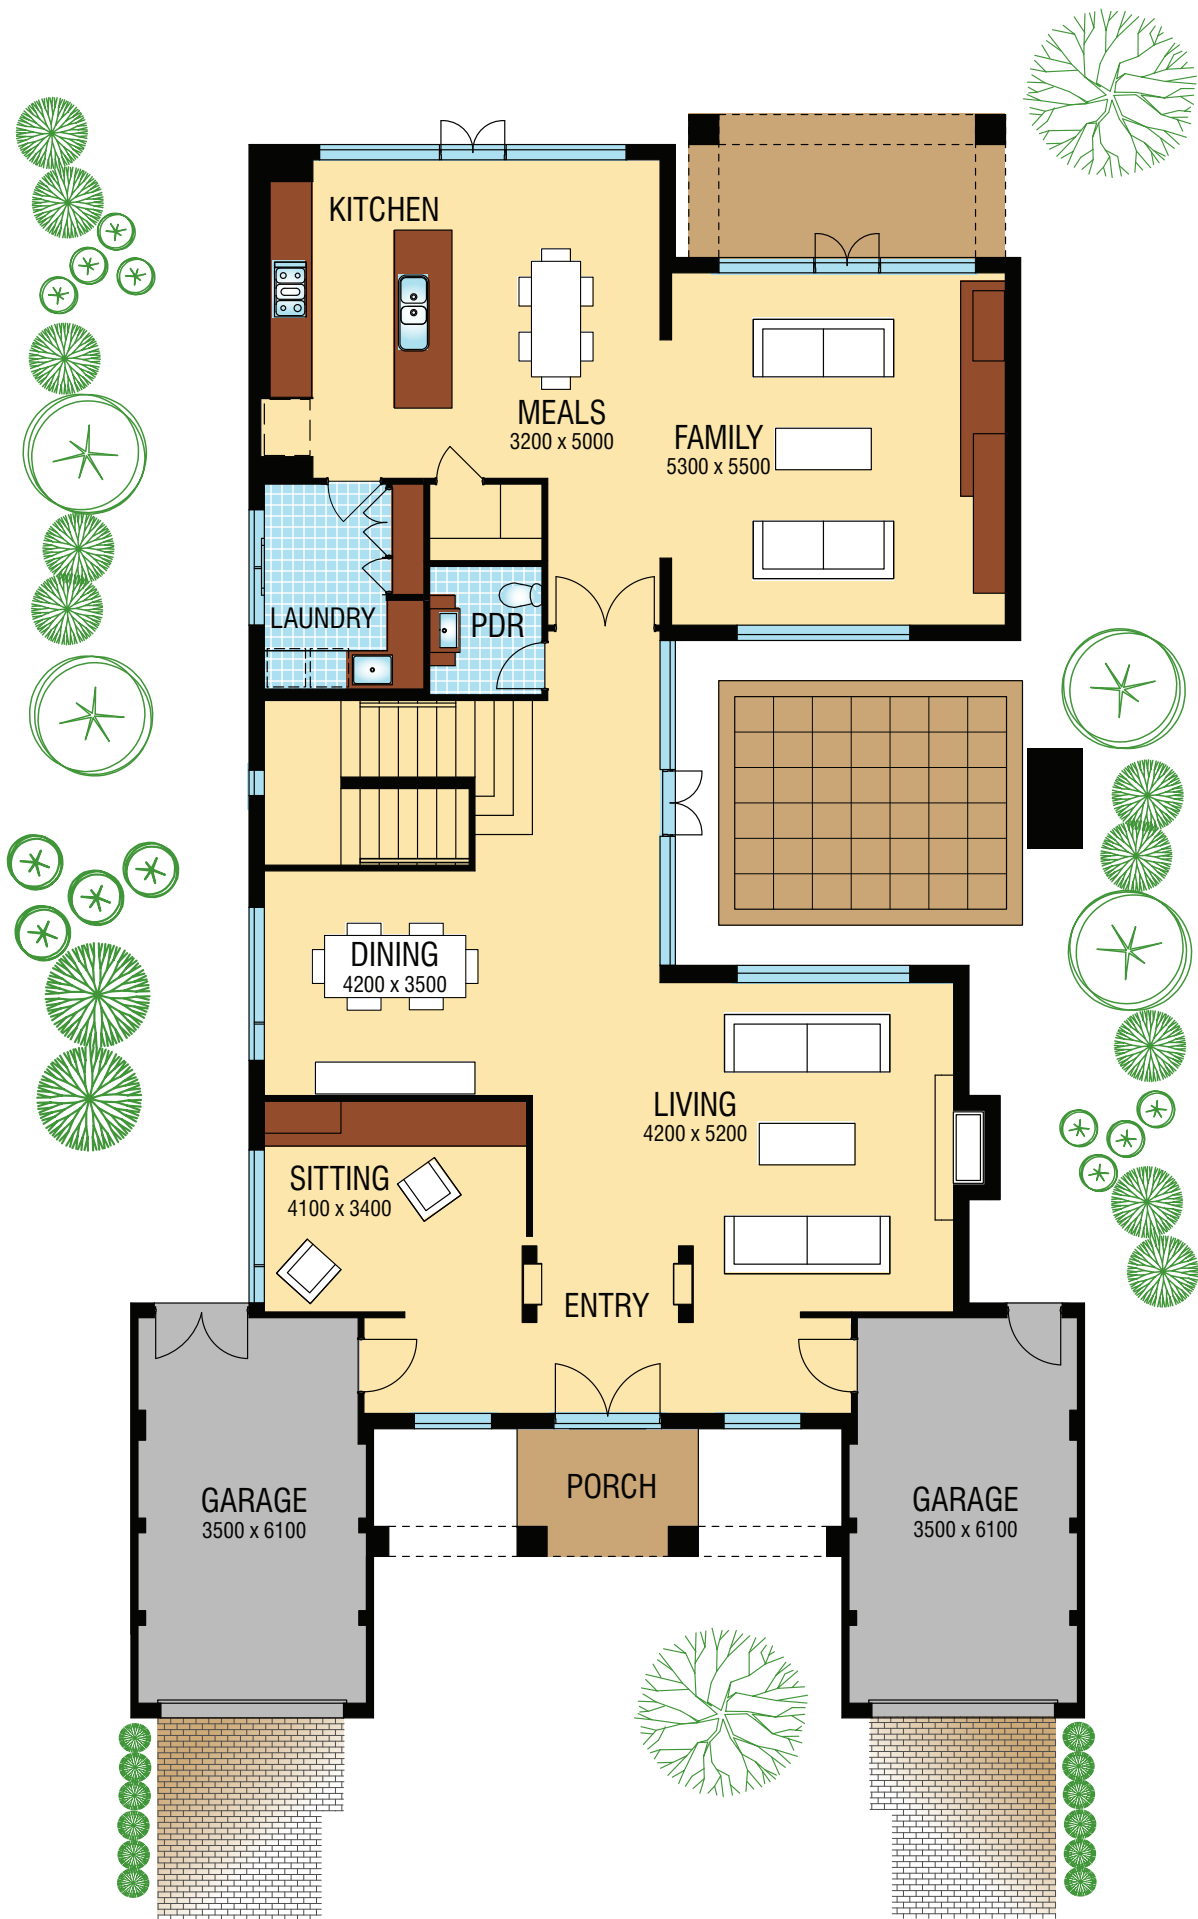 KITCHEN
MEALS
3200 x 5000
FAMILY
5300 x 5500
LAUNDRY
PDR
DINING
4200 x 3500
LIVING
4200 x 5200
SITTING
4100 x 3400
ENTRY
PORCH
GARAGE
3500 x 6100
GARAGE
3500 x 6100